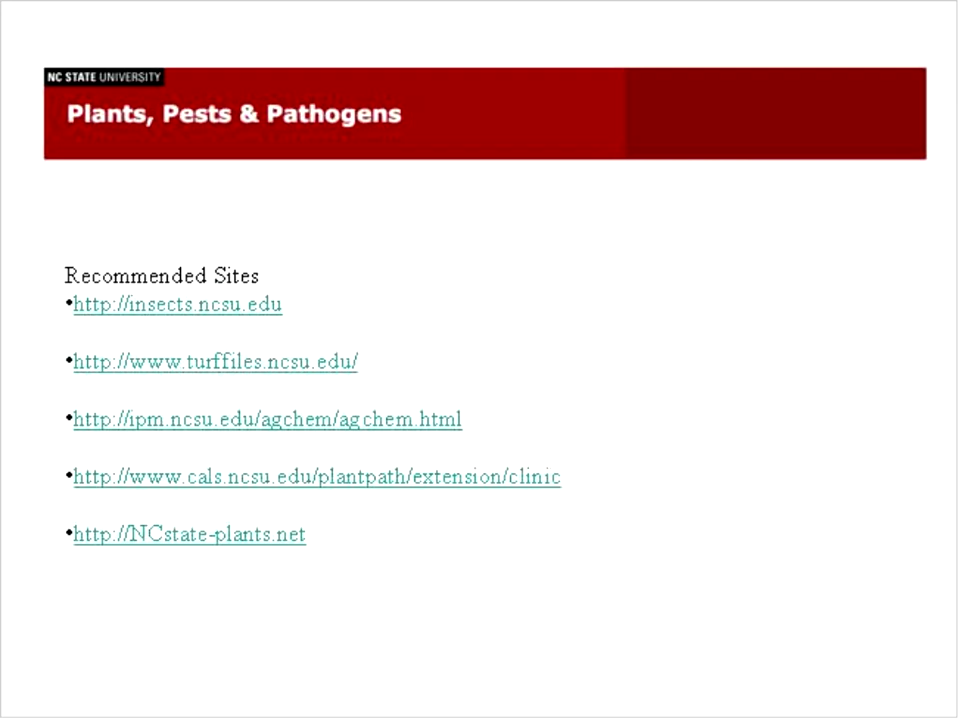 NC STATE UNIVERSITY
Plants, Pests & Pathogens
Recommended Sites
•http://insects.ncsu.edu
•http://www.turffiles.ncsu.edu/
•http://ipm.ncsu.edu/agchem/agchem.html
•http://www.cals.ncsu.edu/plantpath/extension/clinic
•http://NCstate-plants.net